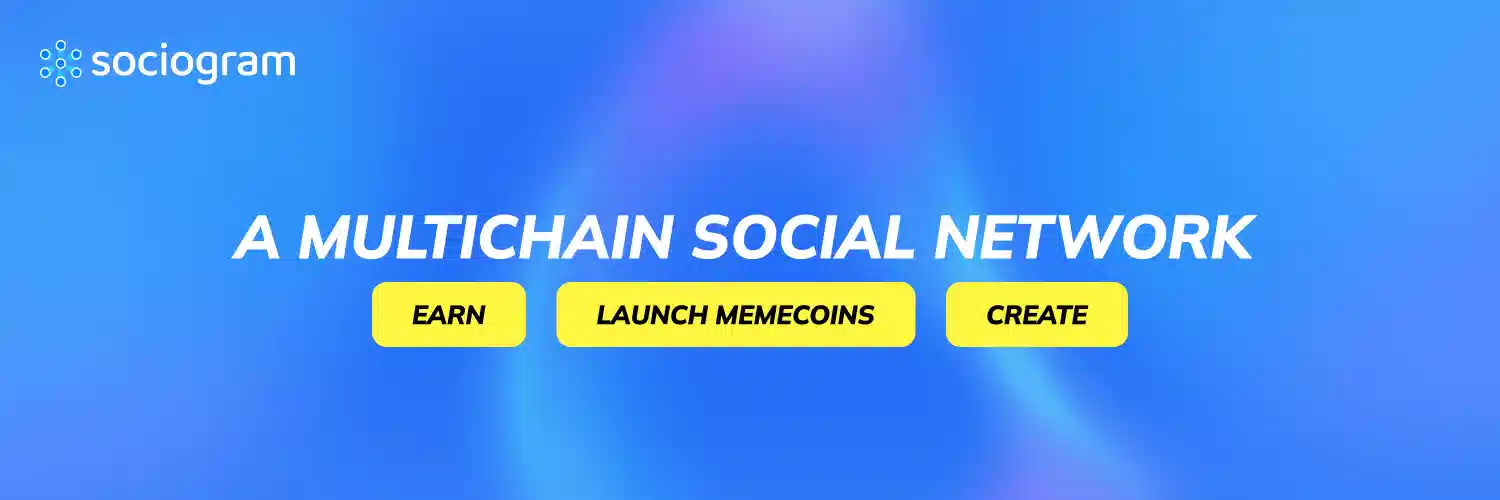 sociogram
A MULTICHAIN SOCIAL NETWORK
EARN
LAUNCH MEMECOINS
CREATE